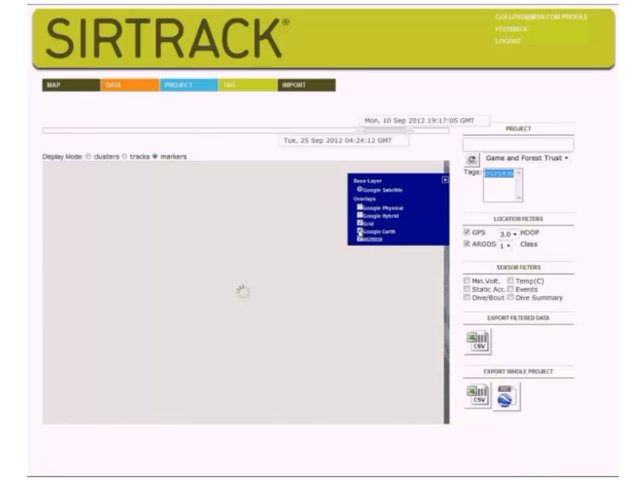 SIRTRACK®
FEEDBACK
LOGOUT
MAP
DATA
PROJECT
TAG
IMPORT
Mon, 10 Sep 2012 19:17:05 GMT
Tue, 25 Sep 2012 04:24:12 GMT
Display Mode: clusters tracks markers
Base Layer
Google Satellite
Overlays
Google Physical
Google Hybrid
Grid
Google Earth
PROJECT
Game and Forest Trust
Tags:
LOCATION FILTERS
GPS 3.0 HDOP
ARGOS 1 Class
SENSOR FILTERS
Min.Volt. Temp(C)
Static Acc. Events
Dive/Bout Dive Summary
EXPORT FILTERED DATA
CSV
EXPORT WHOLE PROJECT
CSV